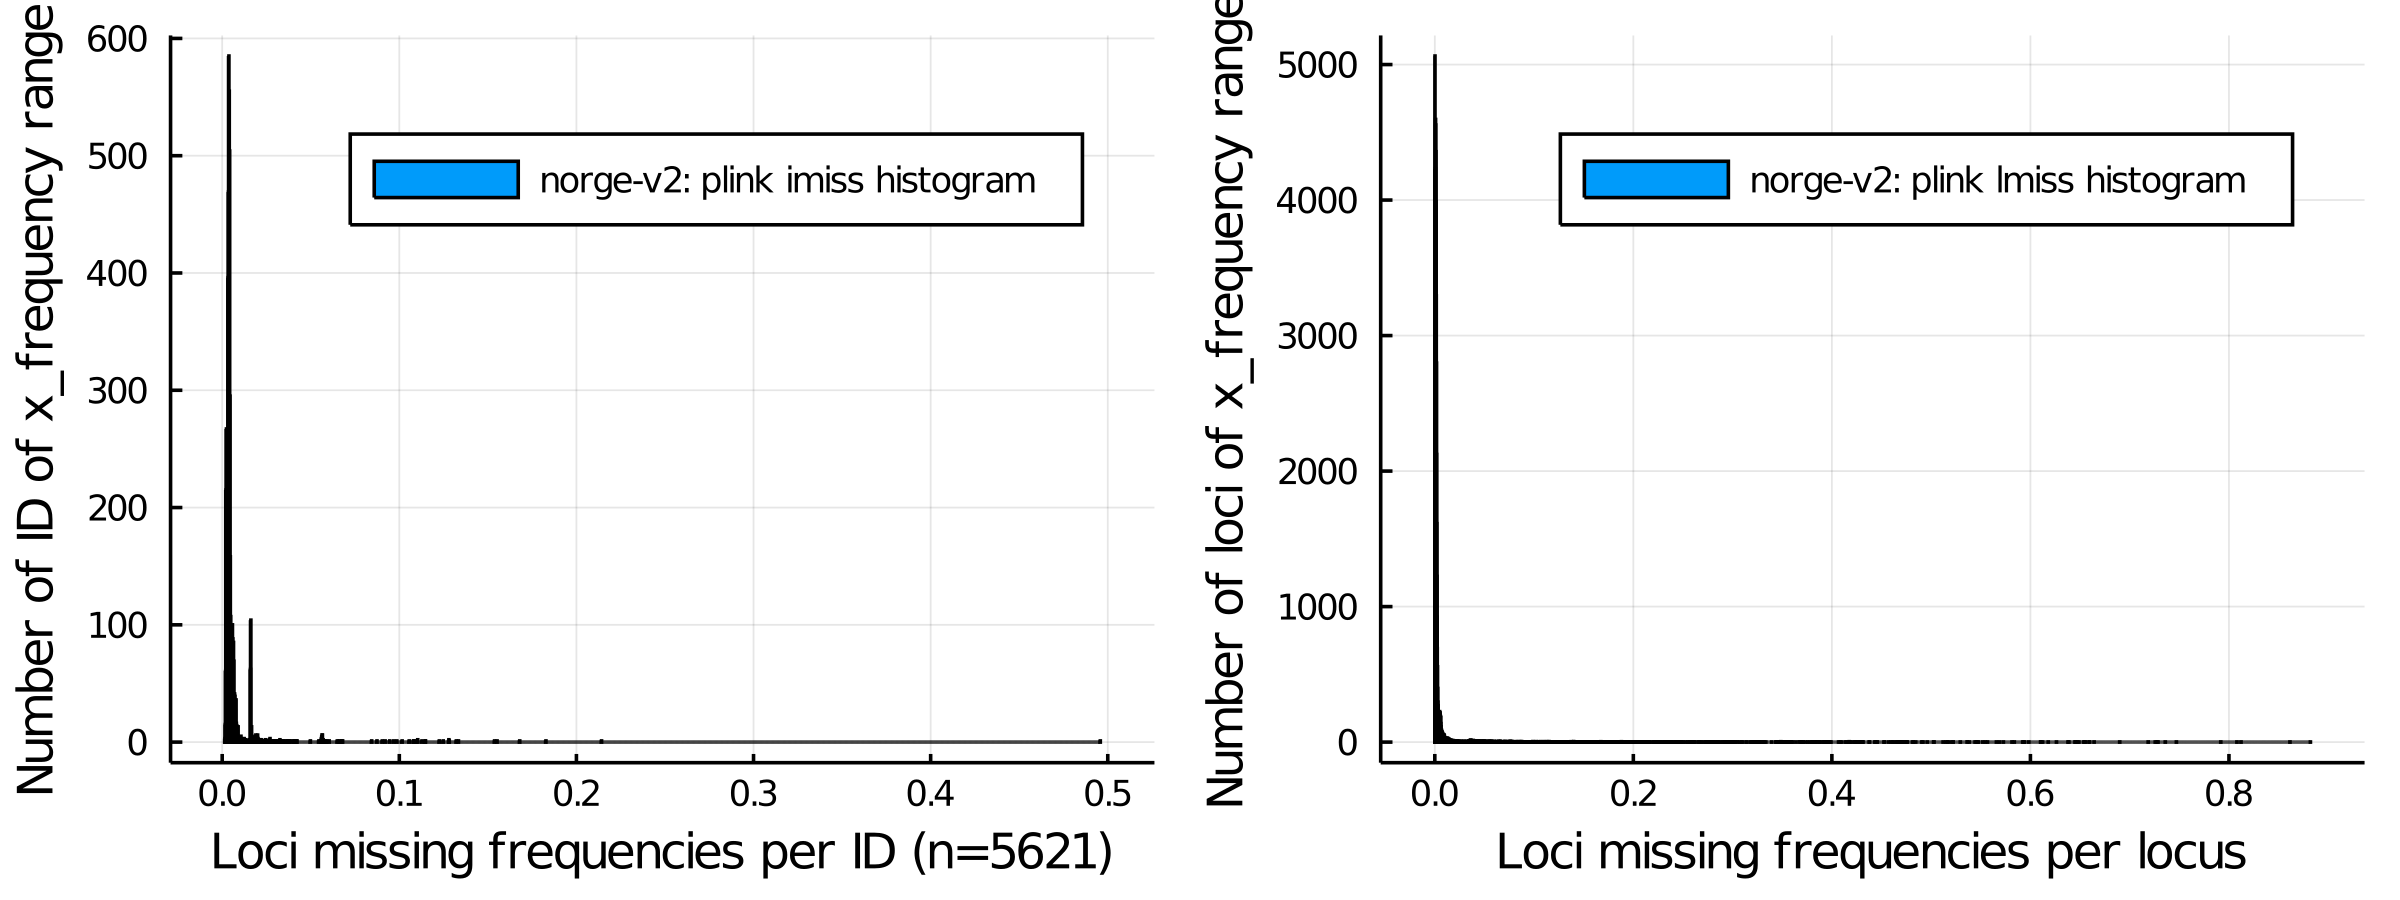 Number of ID of x_frequency range
600
500
400
300
200
100
0
norge-v2: plink imiss histogram
0.0 0.1 0.2 0.3 0.4 0.5
Loci missing frequencies per ID (n=5621)
Number of loci of x_frequency range
5000
4000
3000
2000
1000
0
norge-v2: plink lmiss histogram
0.0 0.2 0.4 0.6 0.8
Loci missing frequencies per locus